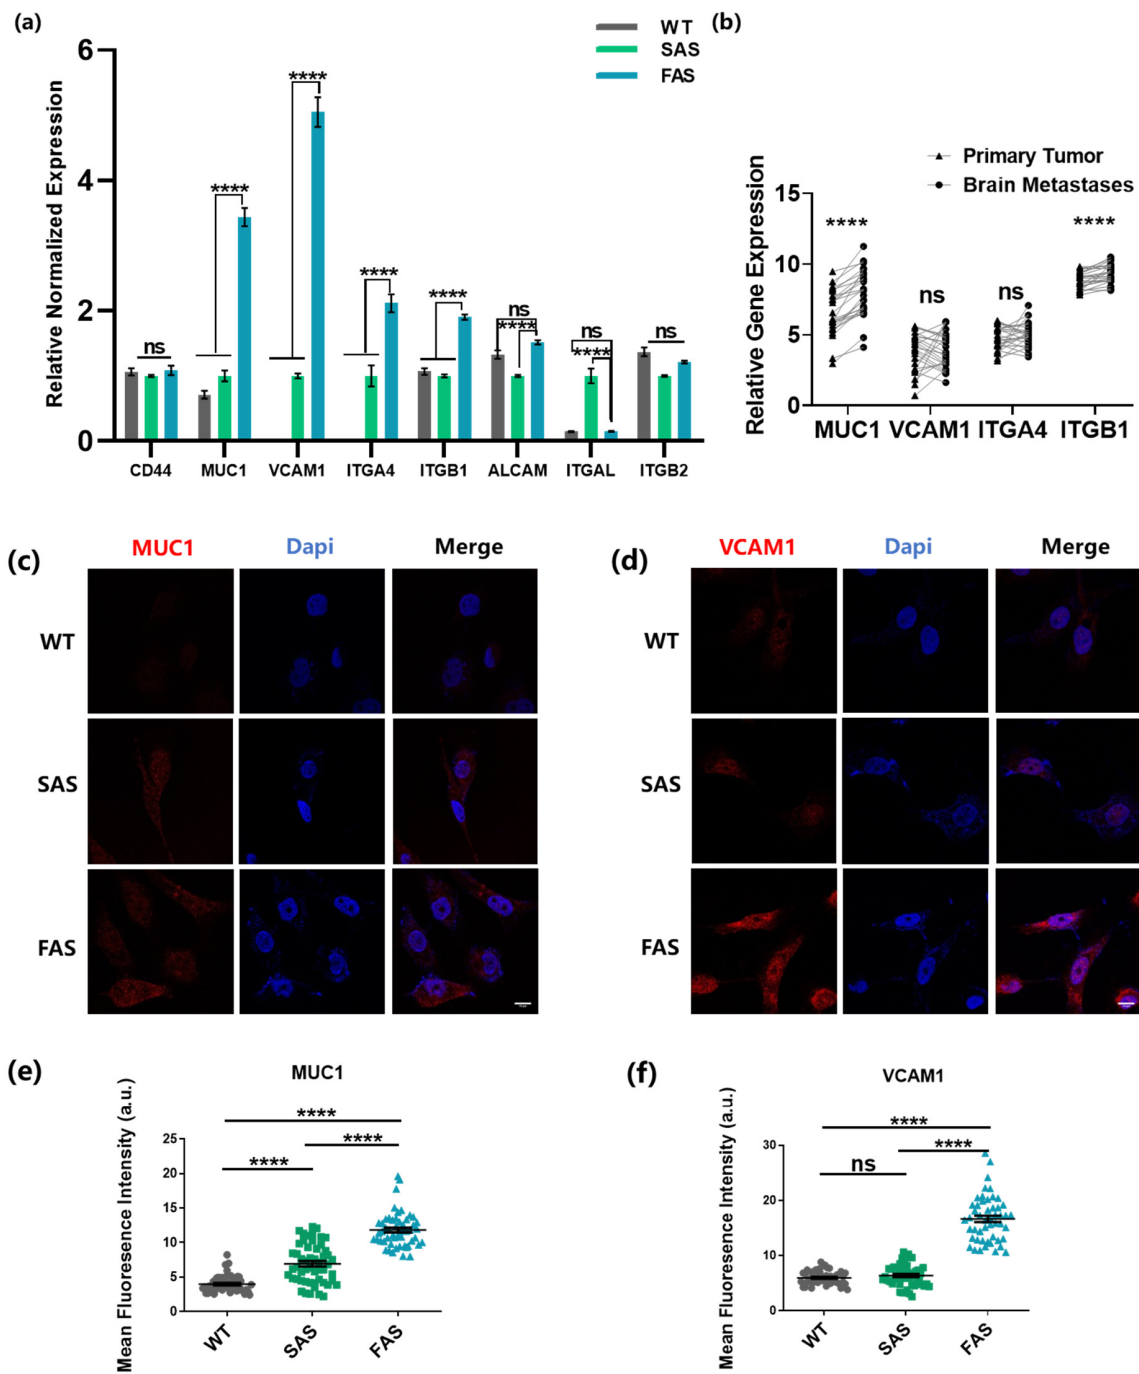 (a)
WT
SAS
FAS
Relative Normalized Expression
6
4
2
0
****
****
****
****
ns
ns
****
ns
****
ns
CD44 MUC1 VCAM1 ITGA4 ITGB1 ALCAM ITGAL ITGB2
(b)
Primary Tumor
Brain Metastases
Relative Gene Expression
15
10
5
0
****
ns
ns
****
MUC1 VCAM1 ITGA4 ITGB1
(c)
MUC1 Dapi Merge
WT
SAS
FAS
(d)
VCAM1 Dapi Merge
WT
SAS
FAS
(e)
MUC1
Mean Fluoresence Intensity (a.u.)
25
20
15
10
5
0
****
****
****
WT SAS FAS
(f)
VCAM1
Mean Fluoresence Intensity (a.u.)
30
20
10
0
****
****
ns
WT SAS FAS